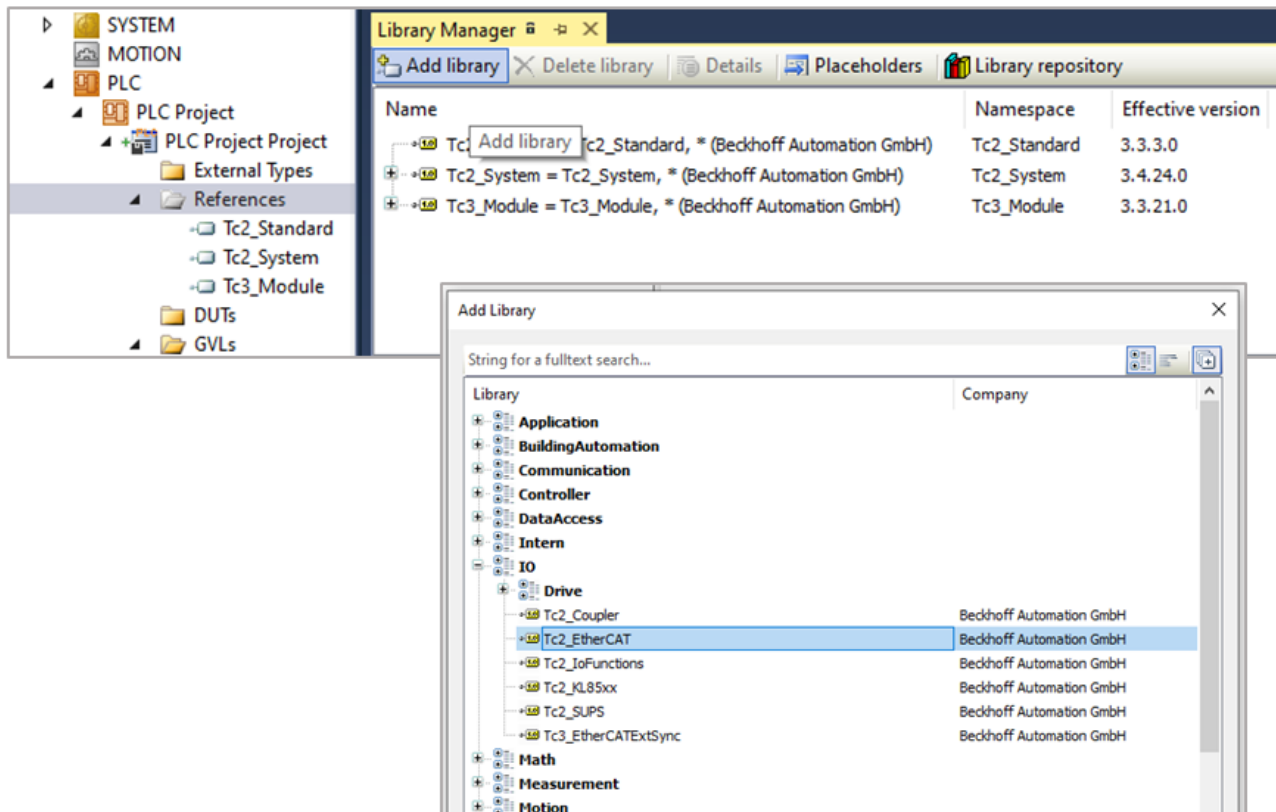 SYSTEM
MOTION
PLC
PLC Project
PLC Project Project
External Types
References
Tc2_Standard
Tc2_System
Tc3_Module
DUTs
GVLs
Library Manager
Add library Delete library Details Placeholders Library repository
Name Namespace Effective version
Tc2_Standard, * (Beckhoff Automation GmbH) Tc2_Standard 3.3.3.0
Add library
Tc2_System = Tc2_System, * (Beckhoff Automation GmbH) Tc2_System 3.4.24.0
Tc3_Module = Tc3_Module, * (Beckhoff Automation GmbH) Tc3_Module 3.3.21.0
Add Library
String for a fulltext search...
Library Company
Application
BuildingAutomation
Communication
Controller
DataAccess
Intern
IO
Drive
Tc2_Coupler Beckhoff Automation GmbH
Tc2_EtherCAT Beckhoff Automation GmbH
Tc2_IoFunctions Beckhoff Automation GmbH
Tc2_KL85xx Beckhoff Automation GmbH
Tc2_SUPS Beckhoff Automation GmbH
Tc3_EtherCATExtSync Beckhoff Automation GmbH
Math
Measurement
Motion